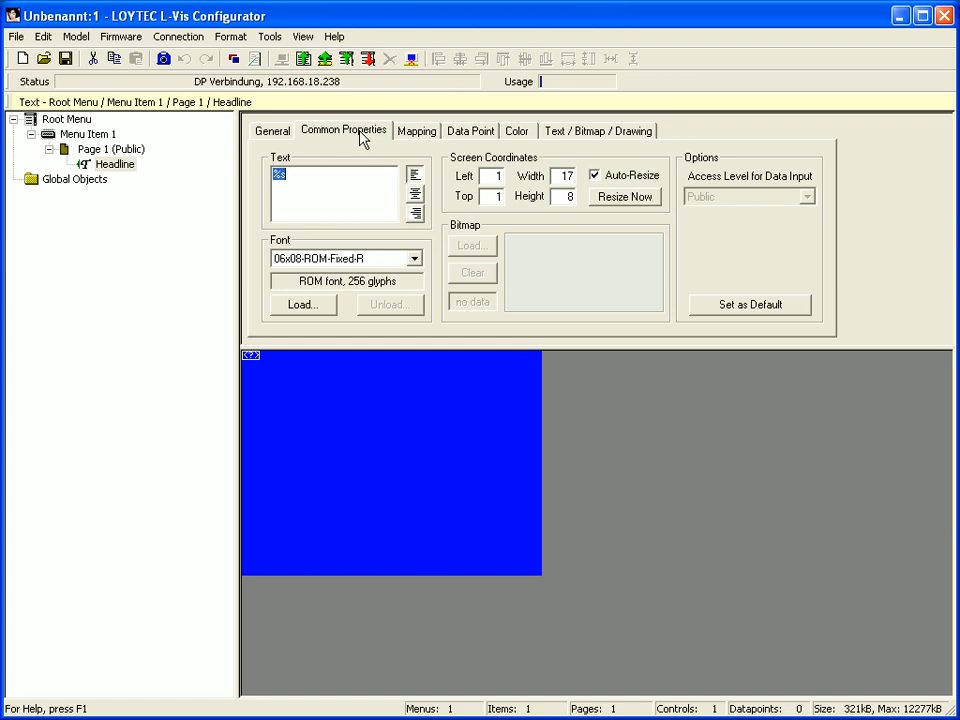 Unbenannt:1 - LOYTEC L-Vis Configurator
File Edit Model Firmware Connection Format Tools View Help
Status DP Verbindung, 192.168.18.238 Usage
Text - Root Menu / Menu Item 1 / Page 1 / Headline
Root Menu
Menu Item 1
Page 1 (Public)
Headline
Global Objects
General Common Properties Mapping Data Point Color Text / Bitmap / Drawing
Text
%s
Font
06x08-ROM-Fixed-R
ROM font, 256 glyphs
Load... Unload...
Screen Coordinates
Left 1 Width 17 Auto-Resize
Top 1 Height 8 Resize Now
Bitmap
Load...
Clear
no data
Options
Access Level for Data Input
Public
Set as Default
<?>
For Help, press F1 Menus: 1 Items: 1 Pages: 1 Controls: 1 Datapoints: 0 Size: 321kB, Max: 12277kB